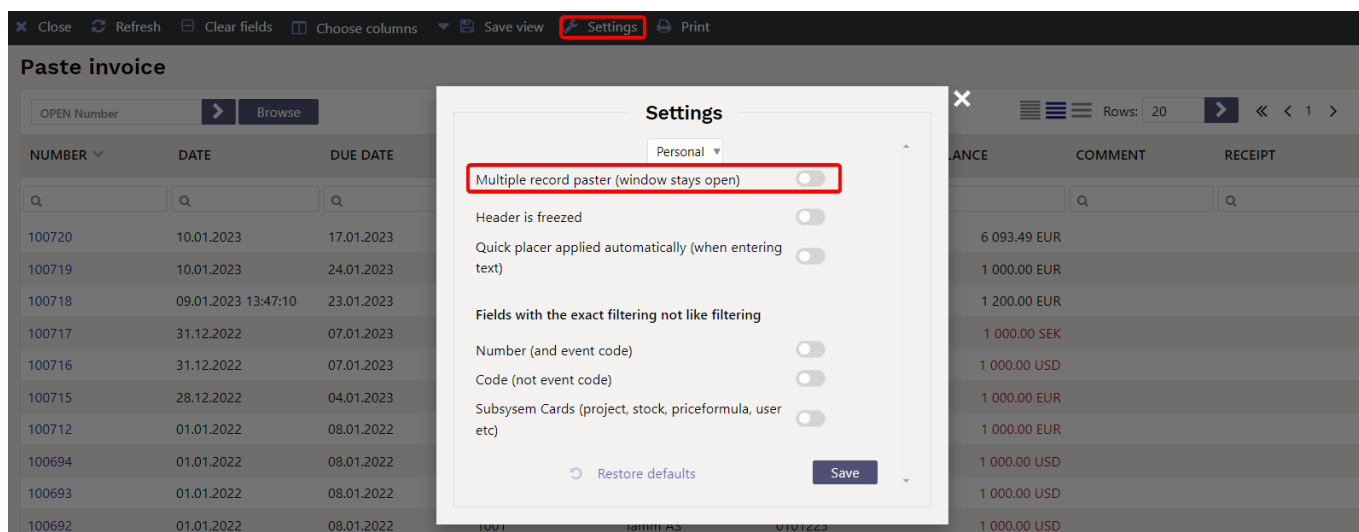 Close Refresh Clear fields Choose columns Save view Settings Print
Paste invoice
OPEN Number Browse Rows: 20 1
Settings
Personal
NUMBER DATE DUE DATE LANCE COMMENT RECEIPT
Multiple record paster (window stays open)
Header is freezed
Quick placer applied automatically (when entering
text)
Fields with the exact filtering not like filtering
Number (and event code)
Code (not event code)
Subsysem Cards (project, stock, priceformula, user
etc)
Restore defaults Save
100720 10.01.2023 17.01.2023 6 093.49 EUR
100719 10.01.2023 24.01.2023 1 000.00 EUR
100718 09.01.2023 13:47:10 23.01.2023 1 200.00 EUR
100717 31.12.2022 07.01.2023 1 000.00 SEK
100716 31.12.2022 07.01.2023 1 000.00 USD
100715 28.12.2022 04.01.2023 1 000.00 EUR
100712 01.01.2022 08.01.2022 1 000.00 EUR
100694 01.01.2022 08.01.2022 1 000.00 USD
100693 01.01.2022 08.01.2022 1 000.00 USD
100692 01.01.2022 08.01.2022 1001 Tamm AS 0101223 1 000.00 USD